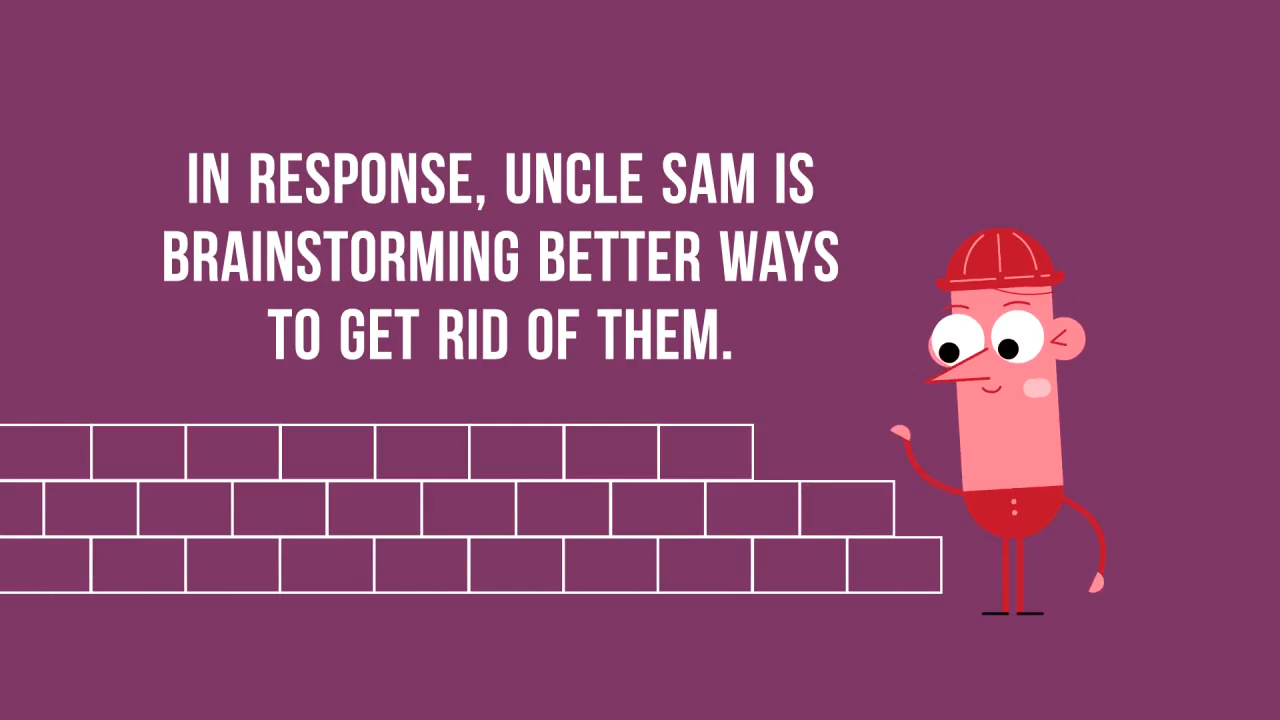 IN RESPONSE, UNCLE SAM IS
BRAINSTORMING BETTER WAYS
TO GET RID OF THEM.